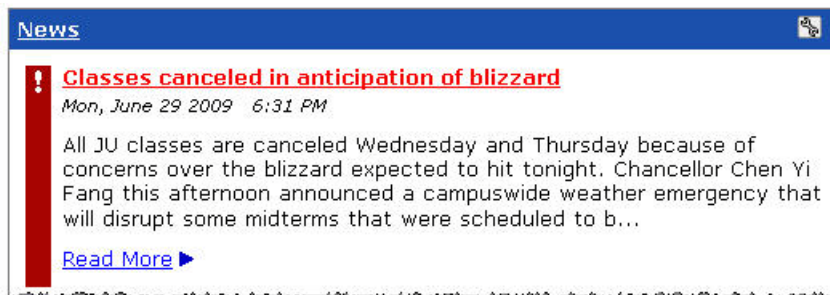 News
Classes canceled in anticipation of blizzard
Mon, June 29 2009 6:31 PM
All JU classes are canceled Wednesday and Thursday because of
concerns over the blizzard expected to hit tonight. Chancellor Chen Yi
Fang this afternoon announced a campuswide weather emergency that
will disrupt some midterms that were scheduled to b...
Read More